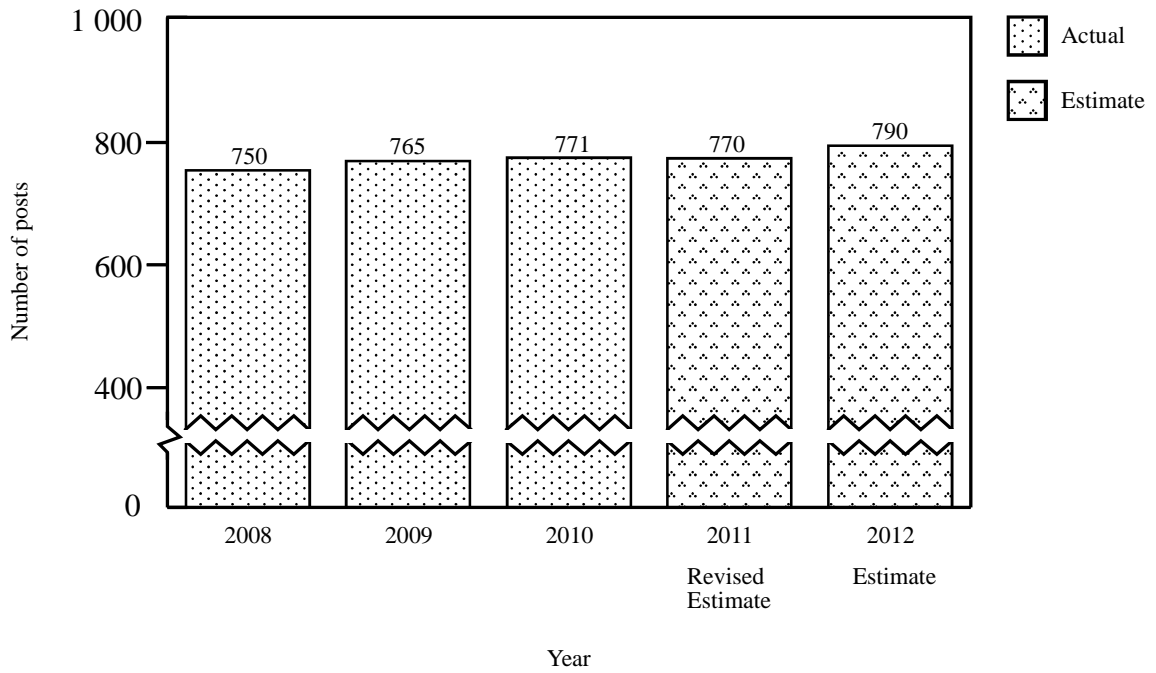 1 000
800
600
400
0
Number of posts
750
765
771
770
790
2008
2009
2010
2011
2012
Revised
Estimate
Estimate
Year
Actual
Estimate